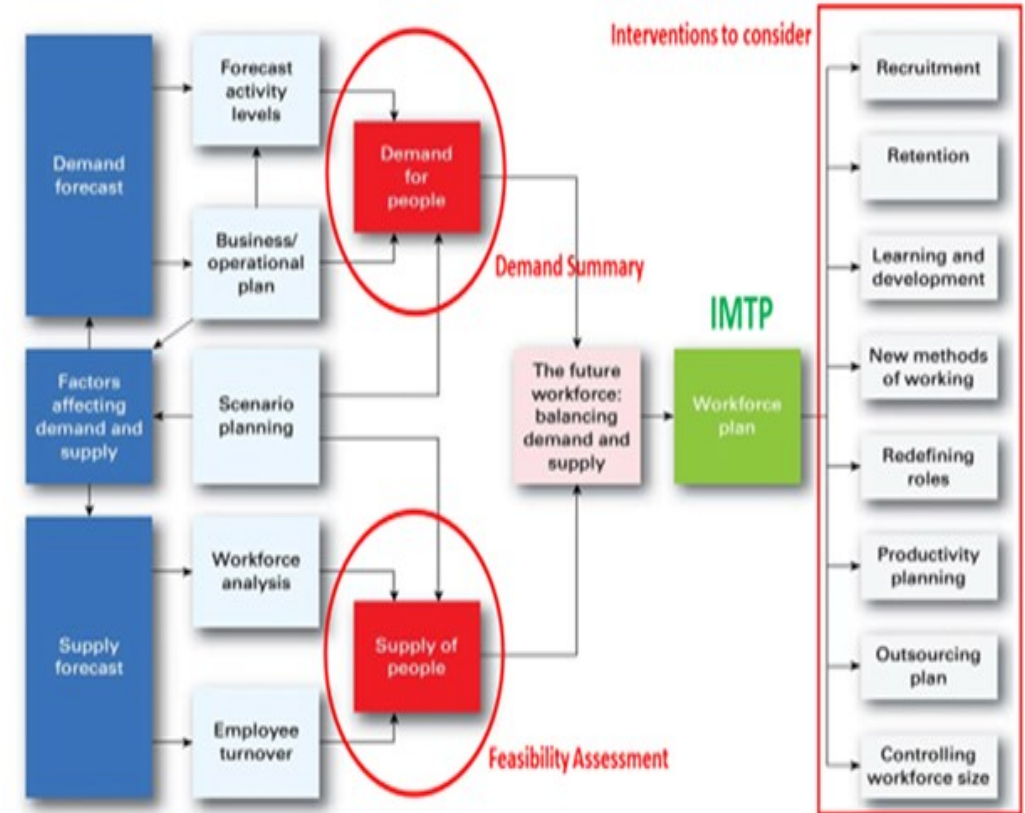 Interventions to consider
Forecast
activity
levels
Recruitment
Demand
forecast
Demand
for
people
Retention
Business/
operational
plan
Demand Summary
Learning and
development
IMTP
Factors
affecting
demand and
supply
Scenario
planning
The future
workforce:
balancing
demand and
supply
Workforce
plan
New methods
of working
Redefining
roles
Workforce
analysis
Productivity
planning
Supply
forecast
Supply of
people
Outsourcing
plan
Employee
turnover
Feasibility Assessment
Controlling
workforce size